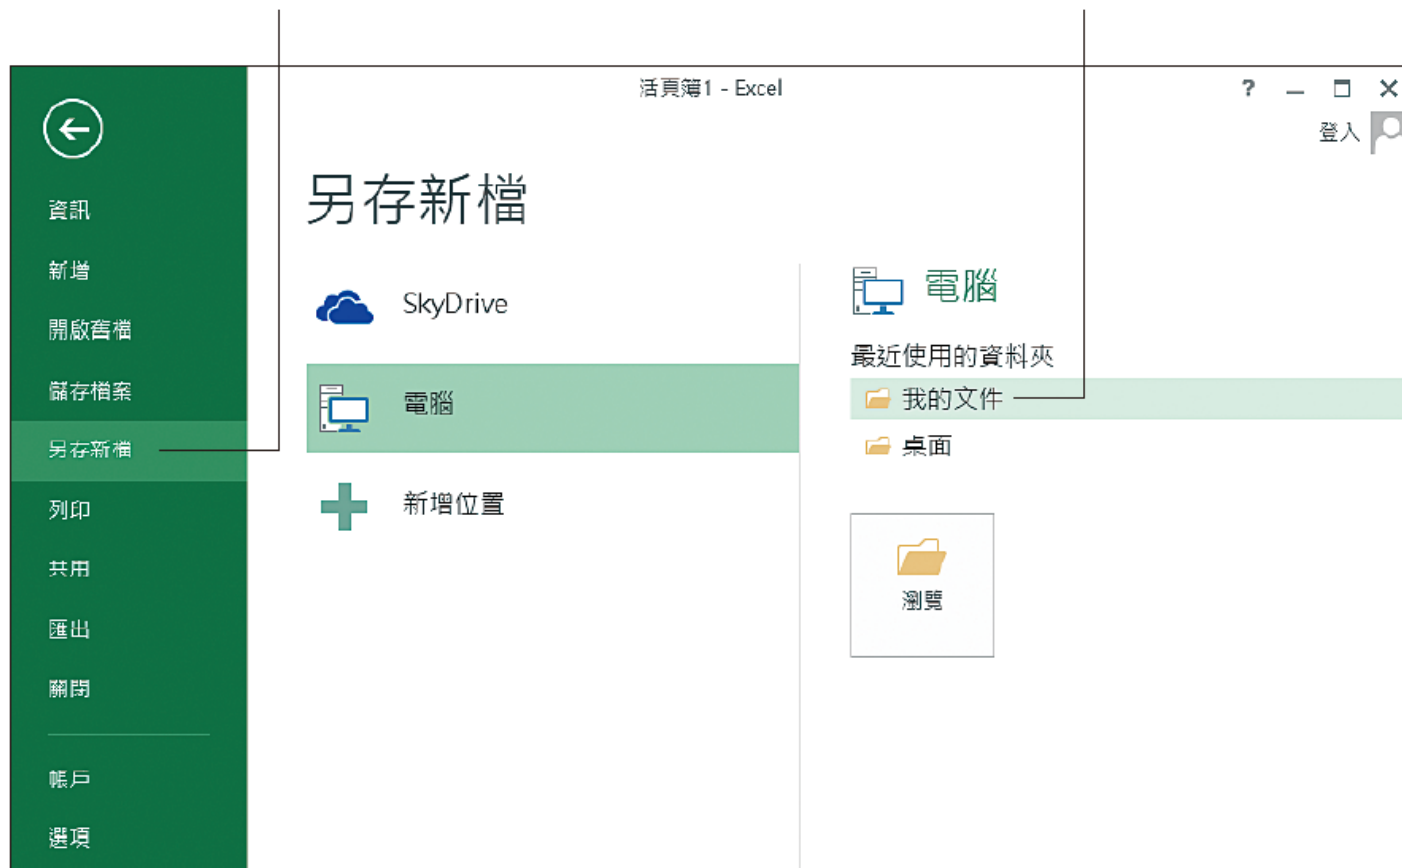 活頁簿1 - Excel
?
登入
資訊
新增
開啟舊檔
儲存檔案
另存新檔
列印
共用
匯出
關閉
帳戶
選項
另存新檔
SkyDrive
電腦
新增位置
電腦
最近使用的資料夾
我的文件
桌面
瀏覽